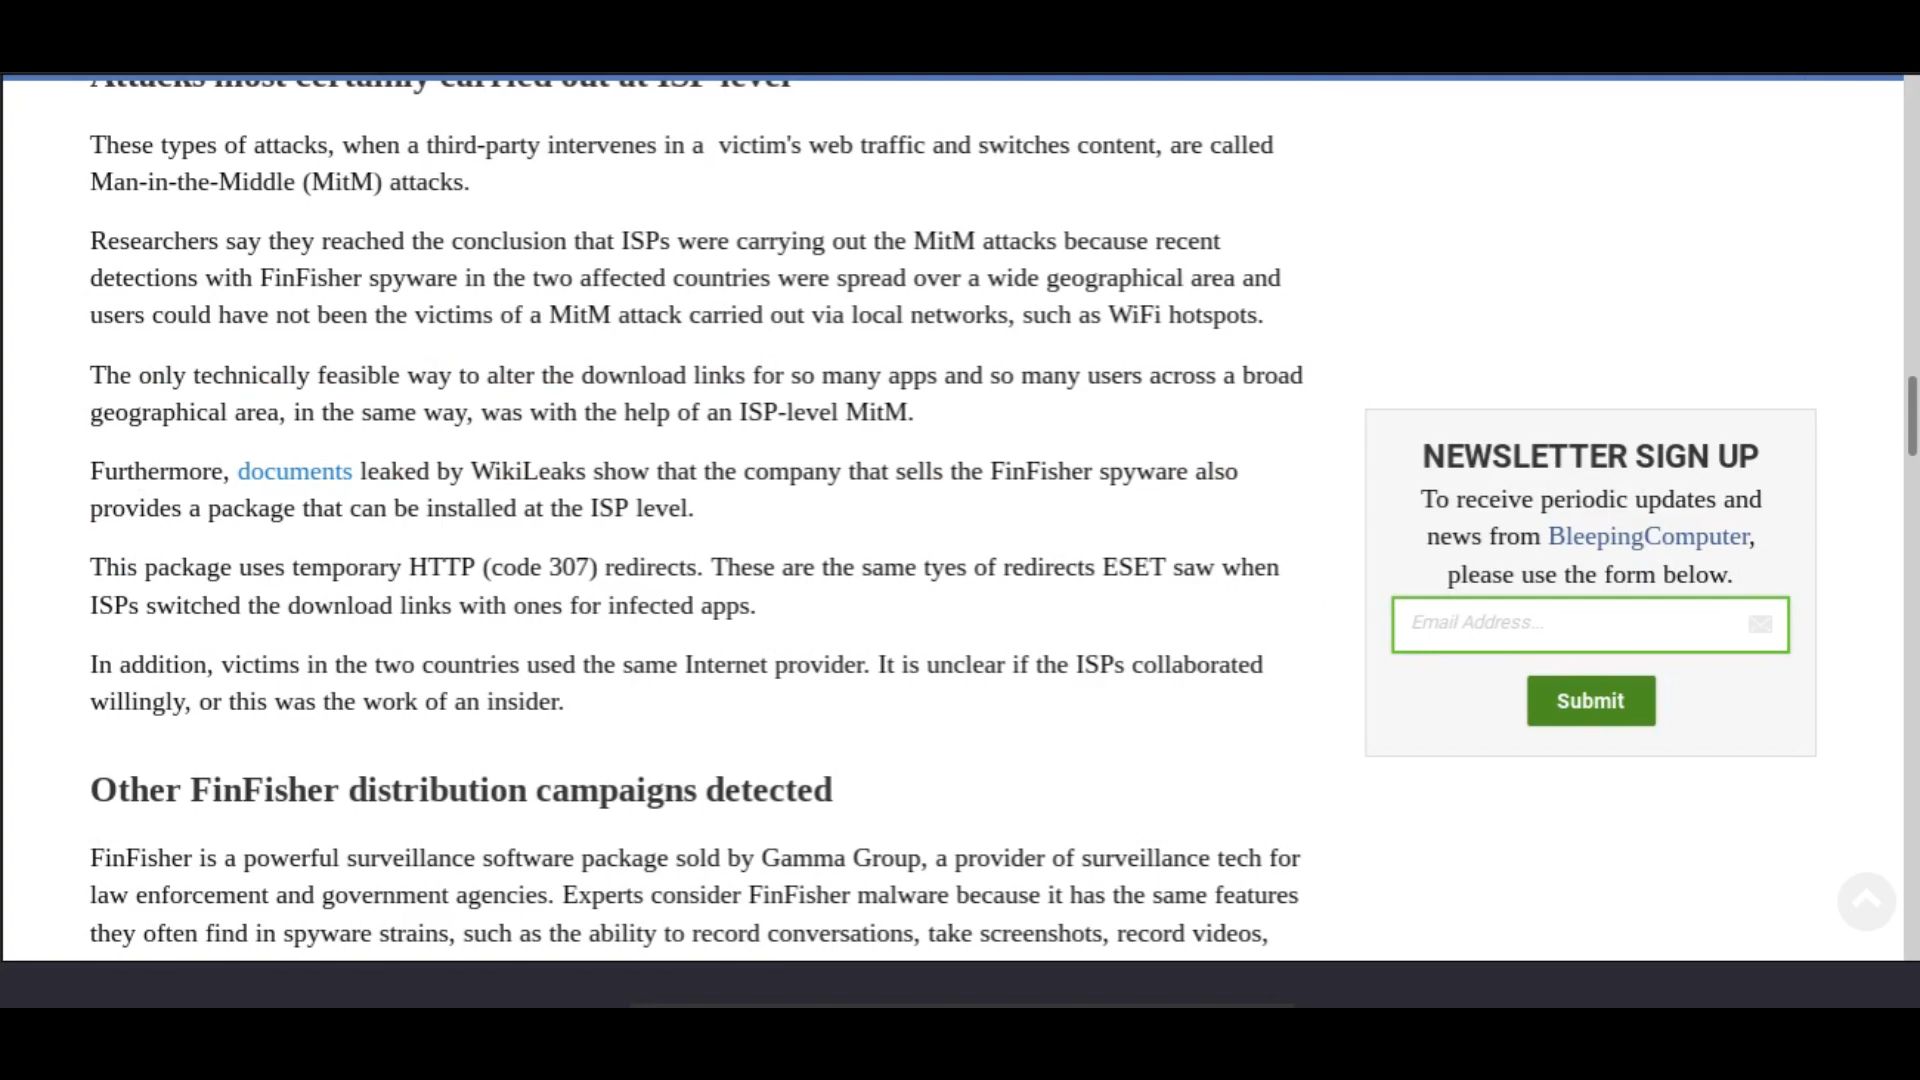 Attacks most certainly carried out at ISP level
These types of attacks, when a third-party intervenes in a victim's web traffic and switches content, are called
Man-in-the-Middle (MitM) attacks.
Researchers say they reached the conclusion that ISPs were carrying out the MitM attacks because recent
detections with FinFisher spyware in the two affected countries were spread over a wide geographical area and
users could have not been the victims of a MitM attack carried out via local networks, such as WiFi hotspots.
The only technically feasible way to alter the download links for so many apps and so many users across a broad
geographical area, in the same way, was with the help of an ISP-level MitM.
Furthermore, documents leaked by WikiLeaks show that the company that sells the FinFisher spyware also
provides a package that can be installed at the ISP level.
This package uses temporary HTTP (code 307) redirects. These are the same tyes of redirects ESET saw when
ISPs switched the download links with ones for infected apps.
In addition, victims in the two countries used the same Internet provider. It is unclear if the ISPs collaborated
willingly, or this was the work of an insider.
Other FinFisher distribution campaigns detected
FinFisher is a powerful surveillance software package sold by Gamma Group, a provider of surveillance tech for
law enforcement and government agencies. Experts consider FinFisher malware because it has the same features
they often find in spyware strains, such as the ability to record conversations, take screenshots, record videos,
NEWSLETTER SIGN UP
To receive periodic updates and
news from BleepingComputer,
please use the form below.
Email Address...
Submit